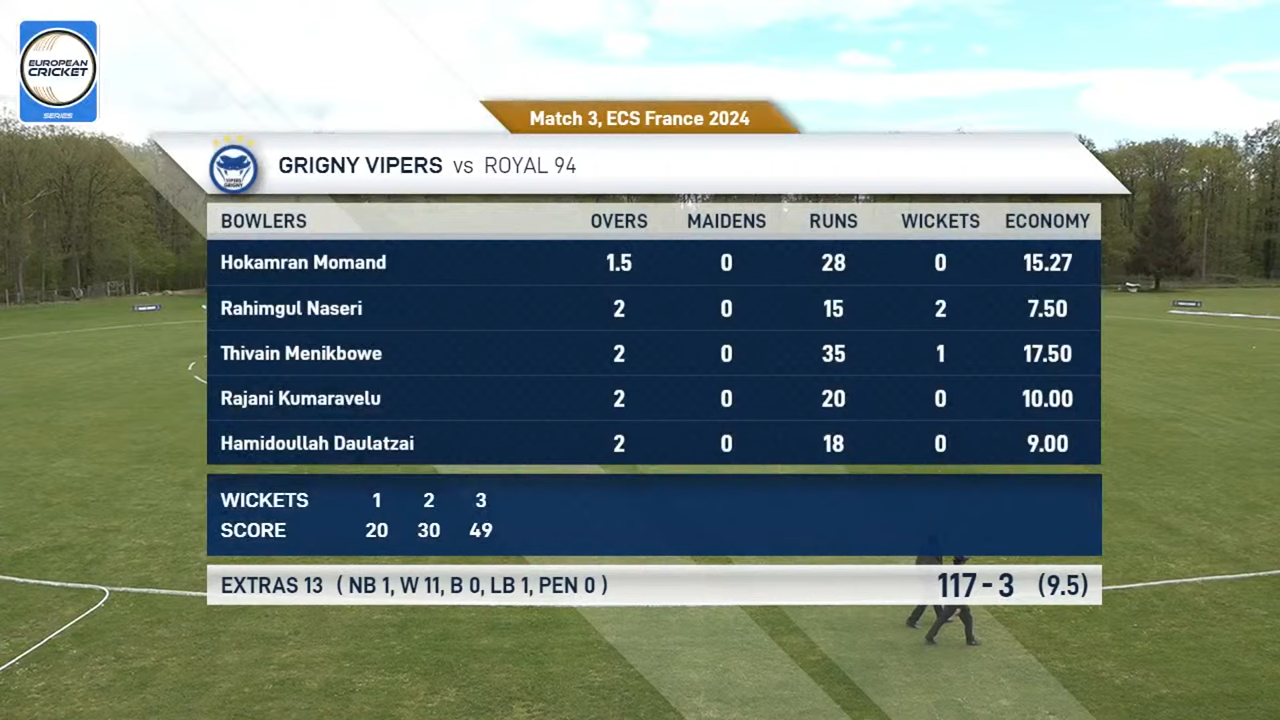 EUROPEAN
CRICKET
SERIES
Match 3, ECS France 2024
VIPERS
GRIGNY
GRIGNY VIPERS vs ROYAL 94
BOWLERS OVERS MAIDENS RUNS WICKETS ECONOMY
Hokamran Momand 1.5 0 28 0 15.27
Rahimgul Naseri 2 0 15 2 7.50
Thivain Menikbowe 2 0 35 1 17.50
Rajani Kumaravelu 2 0 20 0 10.00
Hamidoullah Daulatzai 2 0 18 0 9.00
WICKETS 1 2 3
SCORE 20 30 49
EXTRAS 13 ( NB 1, W 11, B 0, LB 1, PEN 0 ) 117 - 3 (9.5)